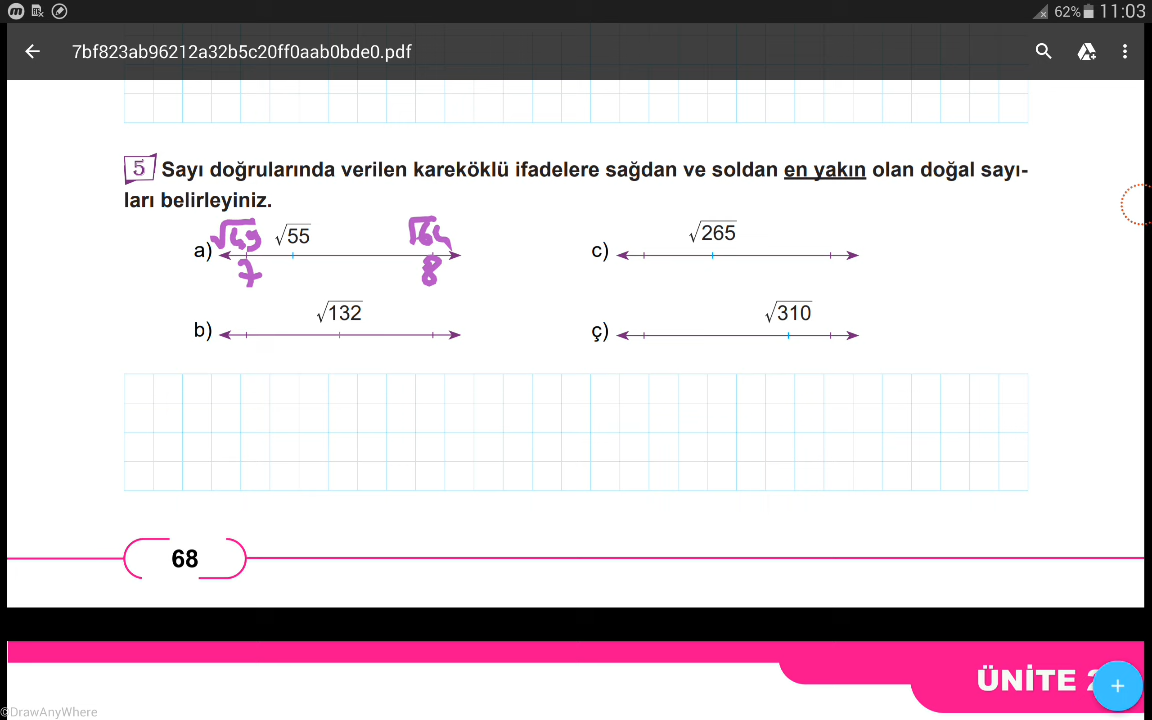 62% 11:03
7bf823ab96212a32b5c20ff0aab0bde0.pdf
5 Sayı doğrularında verilen kareköklü ifadelere sağdan ve soldan en yakın olan doğal sayı-
ları belirleyiniz.
a) √49 √55 √64
7 8
c) √265
b) √132
ç) √310
68
ÜNİTE 2
+
©DrawAnyWhere